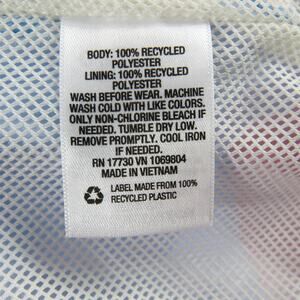 BODY: 100% RECYCLED
POLYESTER
LINING: 100% RECYCLED
POLYESTER
WASH BEFORE WEAR. MACHINE
WASH COLD WITH LIKE COLORS.
ONLY NON-CHLORINE BLEACH IF
NEEDED. TUMBLE DRY LOW.
REMOVE PROMPTLY. COOL IRON
IF NEEDED.
RN 17730 VN 1069804
MADE IN VIETNAM
LABEL MADE FROM 100%
RECYCLED PLASTIC